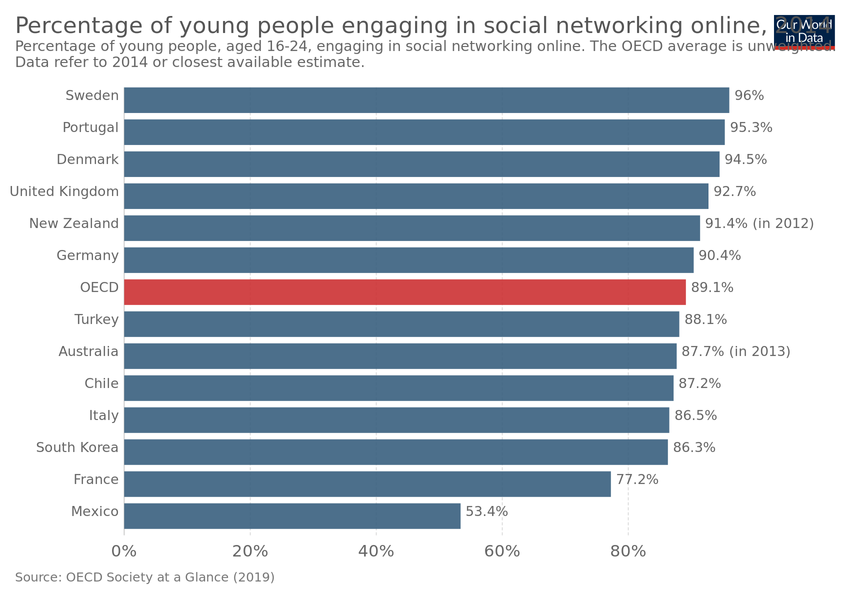 Percentage of young people engaging in social networking online, 2014
Our World
in Data
Percentage of young people, aged 16-24, engaging in social networking online. The OECD average is unweighted.
Data refer to 2014 or closest available estimate.
Sweden 96%
Portugal 95.3%
Denmark 94.5%
United Kingdom 92.7%
New Zealand 91.4% (in 2012)
Germany 90.4%
OECD 89.1%
Turkey 88.1%
Australia 87.7% (in 2013)
Chile 87.2%
Italy 86.5%
South Korea 86.3%
France 77.2%
Mexico 53.4%
0% 20% 40% 60% 80%
Source: OECD Society at a Glance (2019)